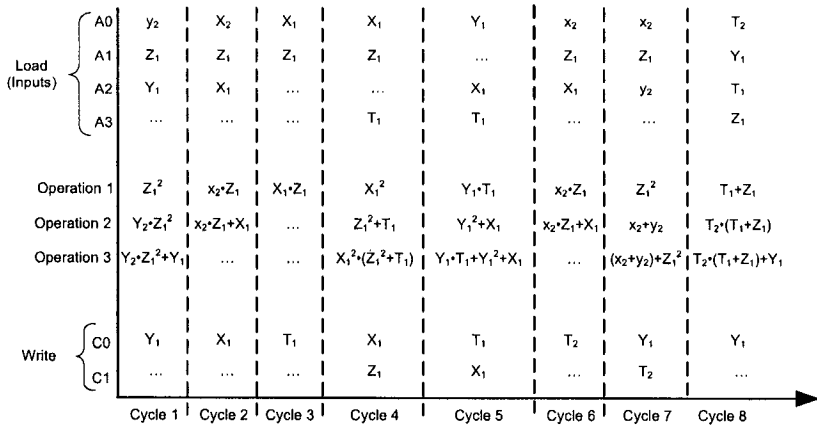 A0 y₂ X₂ X₁ X₁ Y₁ x₂ x₂ T₂
Load (Inputs)
A1 Z₁ Z₁ Z₁ Z₁ ... Z₁ Z₁ Y₁
A2 Y₁ X₁ ... ... X₁ X₁ y₂ T₁
A3 ... ... ... T₁ T₁ ... ... Z₁
Operation 1 Z₁² x₂•Z₁ X₁•Z₁ X₁² Y₁•T₁ x₂•Z₁ Z₁² T₁+Z₁
Operation 2 Y₂•Z₁² x₂•Z₁+X₁ ... Z₁²+T₁ Y₁²+X₁ x₂•Z₁+X₁ x₂+y₂ T₂•(T₁+Z₁)
Operation 3 Y₂•Z₁²+Y₁ ... ... X₁²•(Z₁²+T₁) Y₁•T₁+Y₁²+X₁ ... (x₂+y₂)+Z₁² T₂•(T₁+Z₁)+Y₁
Write
C0 Y₁ X₁ T₁ X₁ T₁ T₂ Y₁ Y₁
C1 ... ... ... Z₁ X₁ ... T₂ ...
Cycle 1 Cycle 2 Cycle 3 Cycle 4 Cycle 5 Cycle 6 Cycle 7 Cycle 8